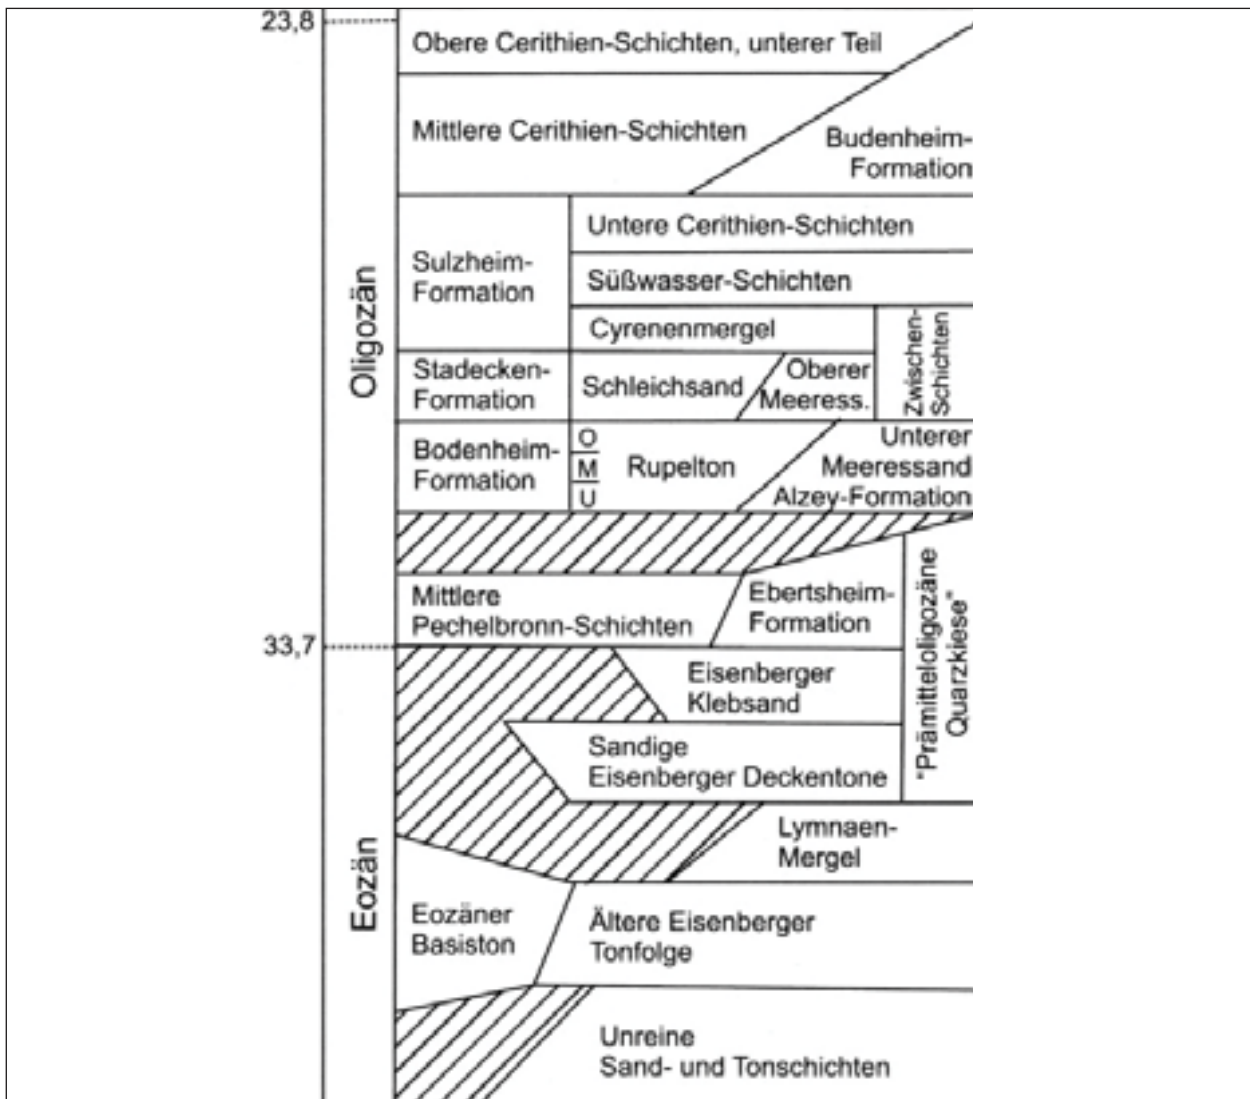 23,8
Obere Cerithien-Schichten, unterer Teil
Mittlere Cerithien-Schichten
Budenheim-
Formation
Oligozän
Sulzheim-
Formation
Untere Cerithien-Schichten
Süßwasser-Schichten
Cyrenenmergel
Zwischen-
Schichten
Stadecken-
Formation
Schleichsand
Oberer
Meeress.
Bodenheim-
Formation
O
M
U
Rupelton
Unterer
Meeressand
Alzey-Formation
Mittlere
Pechelbronn-Schichten
Ebertsheim-
Formation
"Prämitteloligozäne
Quarzkiese"
33,7
Eozän
Eisenberger
Klebsand
Sandige
Eisenberger Deckentone
Lymnaen-
Mergel
Eozäner
Basiston
Ältere Eisenberger
Tonfolge
Unreine
Sand- und Tonschichten